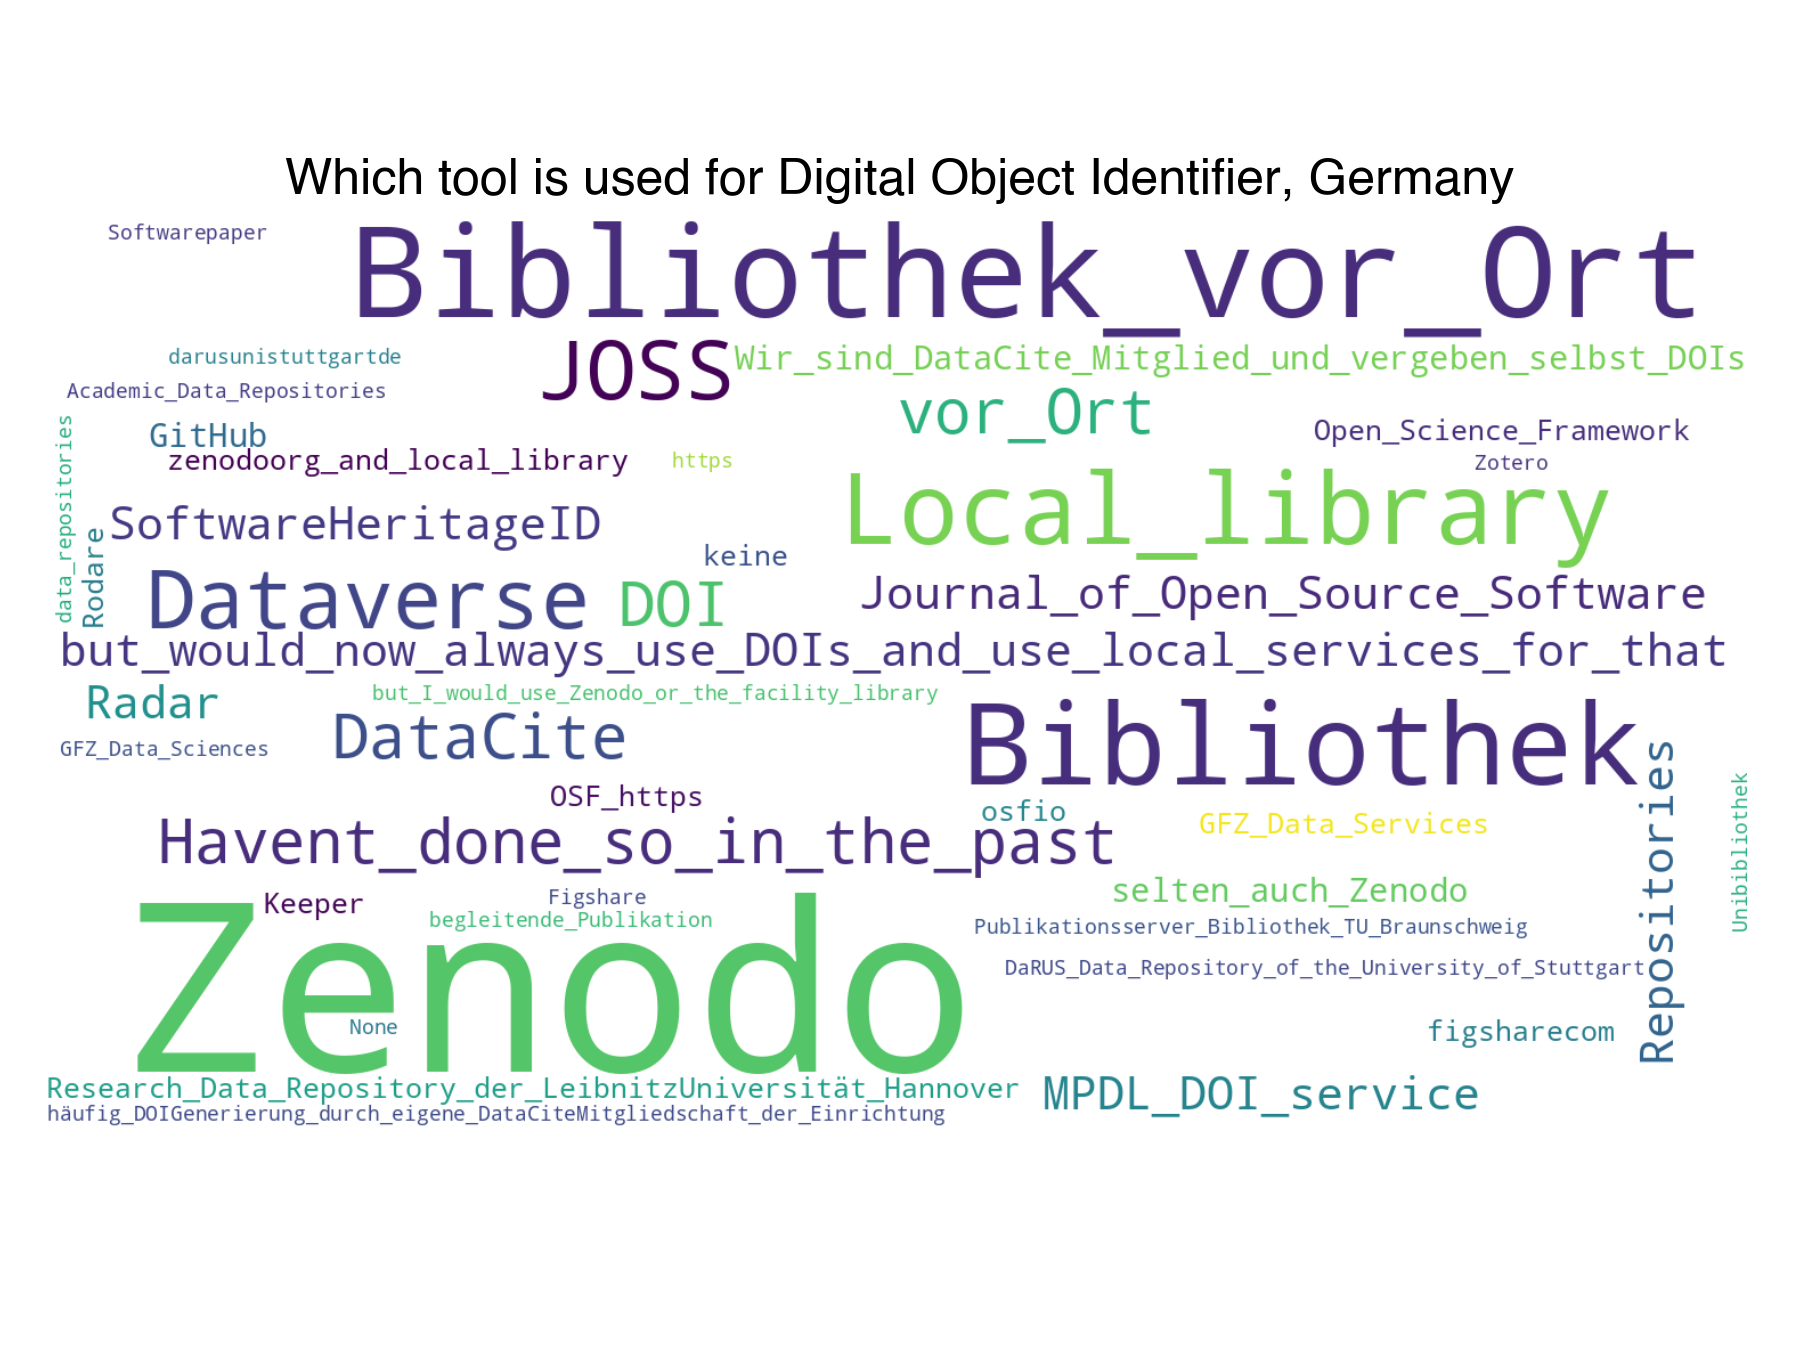 Which tool is used for Digital Object Identifier, Germany
Softwarepaper
Bibliothek_vor_Ort
darusunistuttgartde
JOSS
Wir_sind_DataCite_Mitglied_und_vergeben_selbst_DOIs
Academic_Data_Repositories
vor_Ort
GitHub
Open_Science_Framework
zenodoorg_and_local_library
https
Zotero
data_repositories
Rodare
SoftwareHeritageID
Local_library
keine
Dataverse
DOI
Journal_of_Open_Source_Software
but_would_now_always_use_DOIs_and_use_local_services_for_that
Radar
but_I_would_use_Zenodo_or_the_facility_library
GFZ_Data_Sciences
DataCite
Bibliothek
OSF_https
osfio
GFZ_Data_Services
Repositories
Unibibliothek
Havent_done_so_in_the_past
Keeper
Figshare
selten_auch_Zenodo
begleitende_Publikation
Publikationsserver_Bibliothek_TU_Braunschweig
Zenodo
DaRUS_Data_Repository_of_the_University_of_Stuttgart
None
figsharecom
Research_Data_Repository_der_LeibnitzUniversität_Hannover
MPDL_DOI_service
häufig_DOIGenerierung_durch_eigene_DataCiteMitgliedschaft_der_Einrichtung